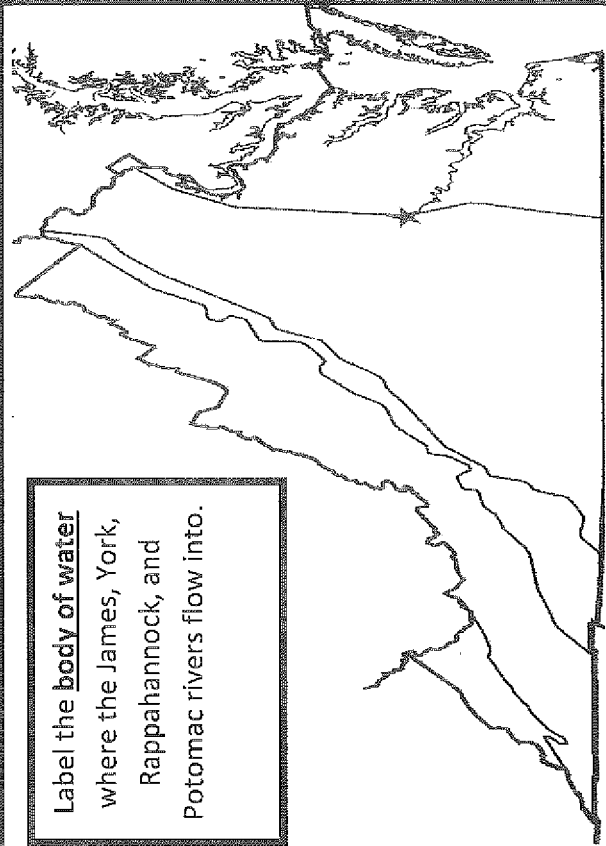 Label the body of water
where the James, York,
Rappahannock, and
Potomac rivers flow into.